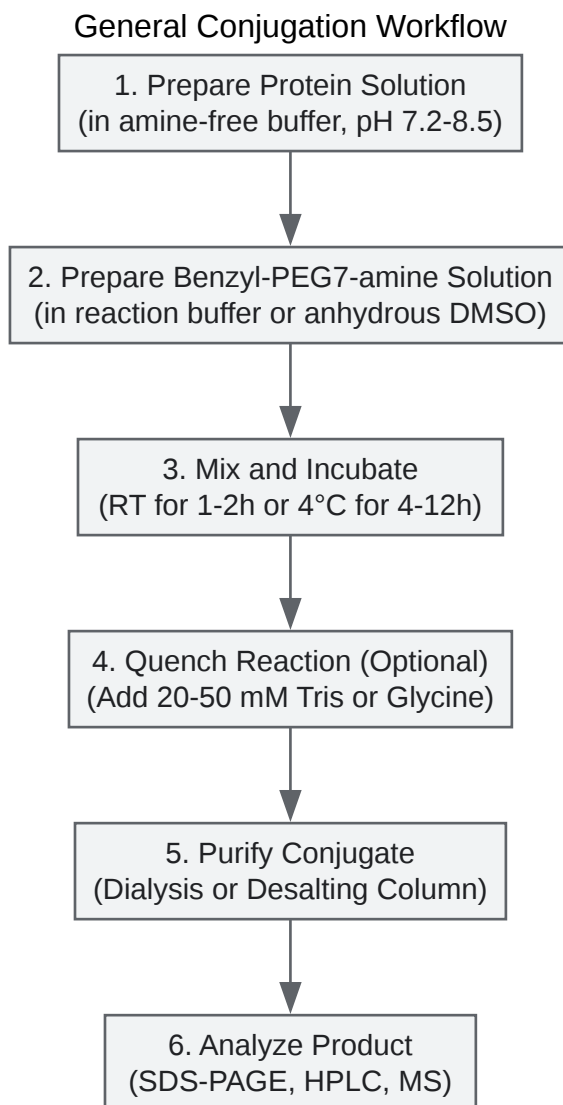 General Conjugation Workflow
1. Prepare Protein Solution
(in amine-free buffer, pH 7.2-8.5)
2. Prepare Benzyl-PEG7-amine Solution
(in reaction buffer or anhydrous DMSO)
3. Mix and Incubate
(RT for 1-2h or 4°C for 4-12h)
4. Quench Reaction (Optional)
(Add 20-50 mM Tris or Glycine)
5. Purify Conjugate
(Dialysis or Desalting Column)
6. Analyze Product
(SDS-PAGE, HPLC, MS)